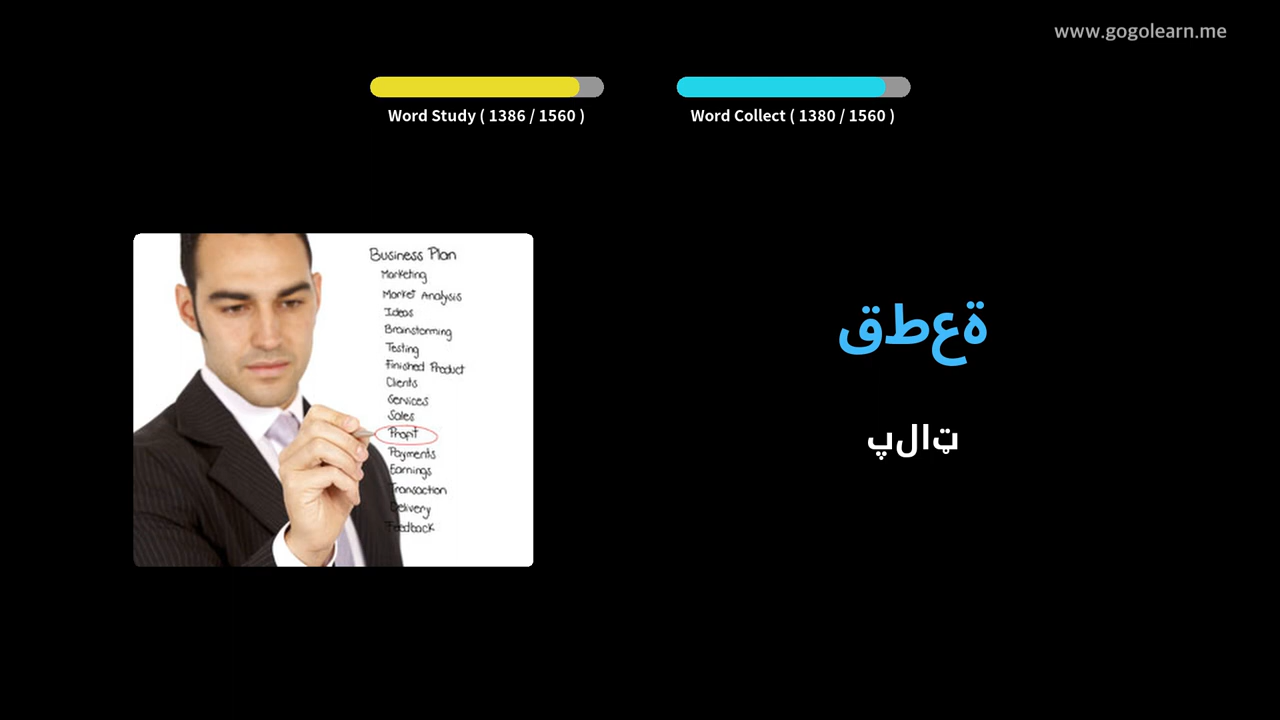 www.gogolearn.me
Word Study ( 1386 / 1560 )
Word Collect ( 1380 / 1560 )
Business Plan
Marketing
Market Analysis
Ideas
Brainstorming
Testing
Finished Product
Clients
Services
Sales
Profit
Payments
Earnings
Transaction
Delivery
Feedback
قطعة
پلاټ